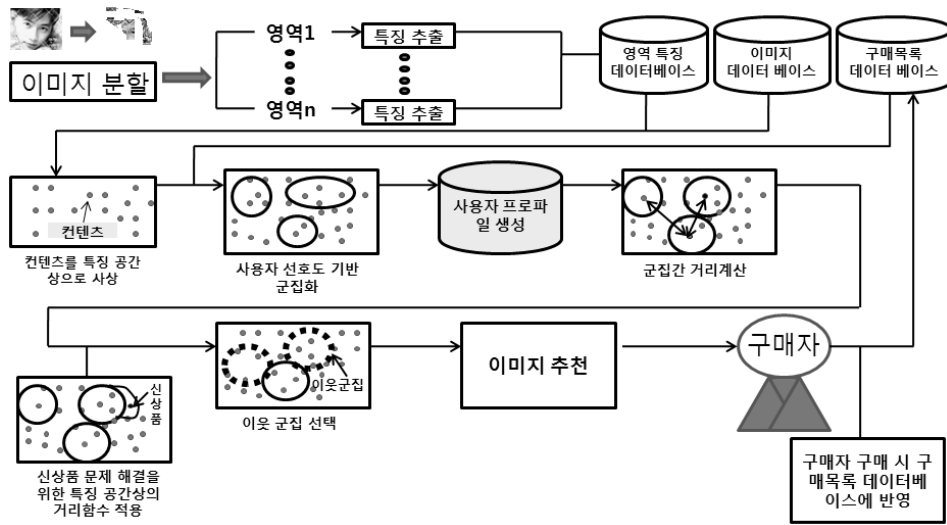 이미지 분할
영역1
영역n
특징 추출
특징 추출
영역 특징
데이터베이스
이미지
데이터 베이스
구매목록
데이터 베이스
컨텐츠
컨텐츠를 특징 공간
상으로 사상
사용자 선호도 기반
군집화
사용자 프로파
일 생성
군집간 거리계산
신상
품
신상품 문제 해결을
위한 특징 공간상의
거리함수 적용
이웃군집
이웃 군집 선택
이미지 추천
구매자
구매자 구매 시 구
매목록 데이터베
이스에 반영